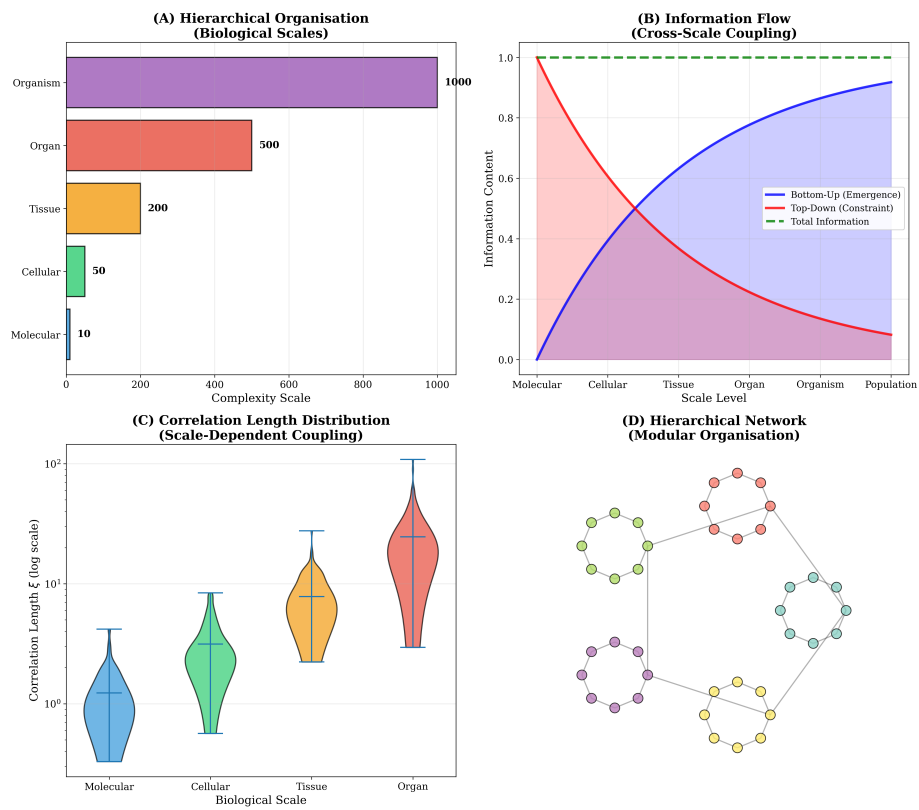 (A) Hierarchical Organisation
(Biological Scales)
Organism
1000
Organ
500
Tissue
200
Cellular
50
Molecular
10
0
200
400
600
800
1000
Complexity Scale
(B) Information Flow
(Cross-Scale Coupling)
Information Content
1.0
0.8
0.6
0.4
0.2
0.0
Bottom-Up (Emergence)
Top-Down (Constraint)
Total Information
Molecular
Cellular
Tissue
Organ
Organism
Population
Scale Level
(C) Correlation Length Distribution
(Scale-Dependent Coupling)
Correlation Length ξ (log scale)
10²
10¹
10⁰
Molecular
Cellular
Tissue
Organ
Biological Scale
(D) Hierarchical Network
(Modular Organisation)